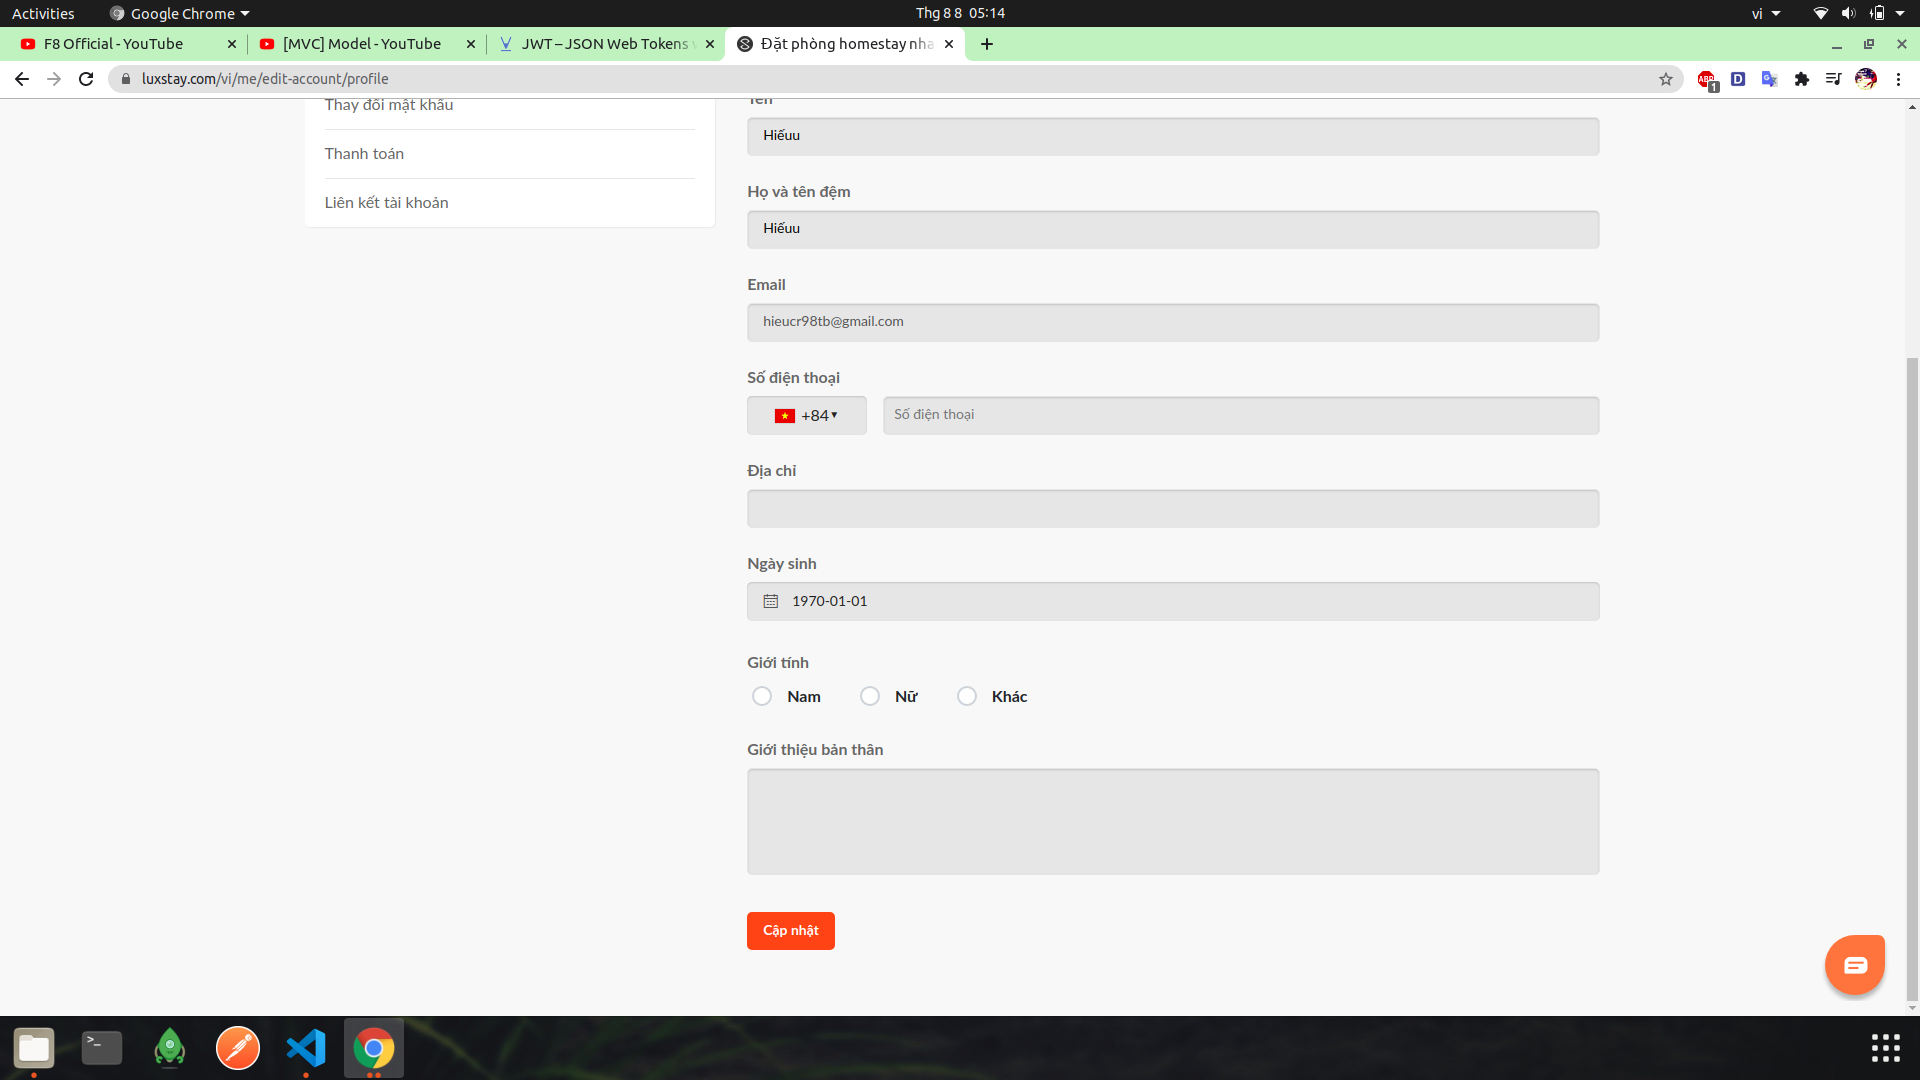 Activities
Google Chrome
Thg 8 8 05:14
vi
F8 Official - YouTube
[MVC] Model - YouTube
JWT – JSON Web Tokens
Đặt phòng homestay nha
luxstay.com/vi/me/edit-account/profile
ABP
1
D
Thay đổi mật khẩu
Thanh toán
Liên kết tài khoản
Tên
Hiếuu
Họ và tên đệm
Hiếuu
Email
hieucr98tb@gmail.com
Số điện thoại
+84
Số điện thoại
Địa chỉ
Ngày sinh
1970-01-01
Giới tính
Nam
Nữ
Khác
Giới thiệu bản thân
Cập nhật